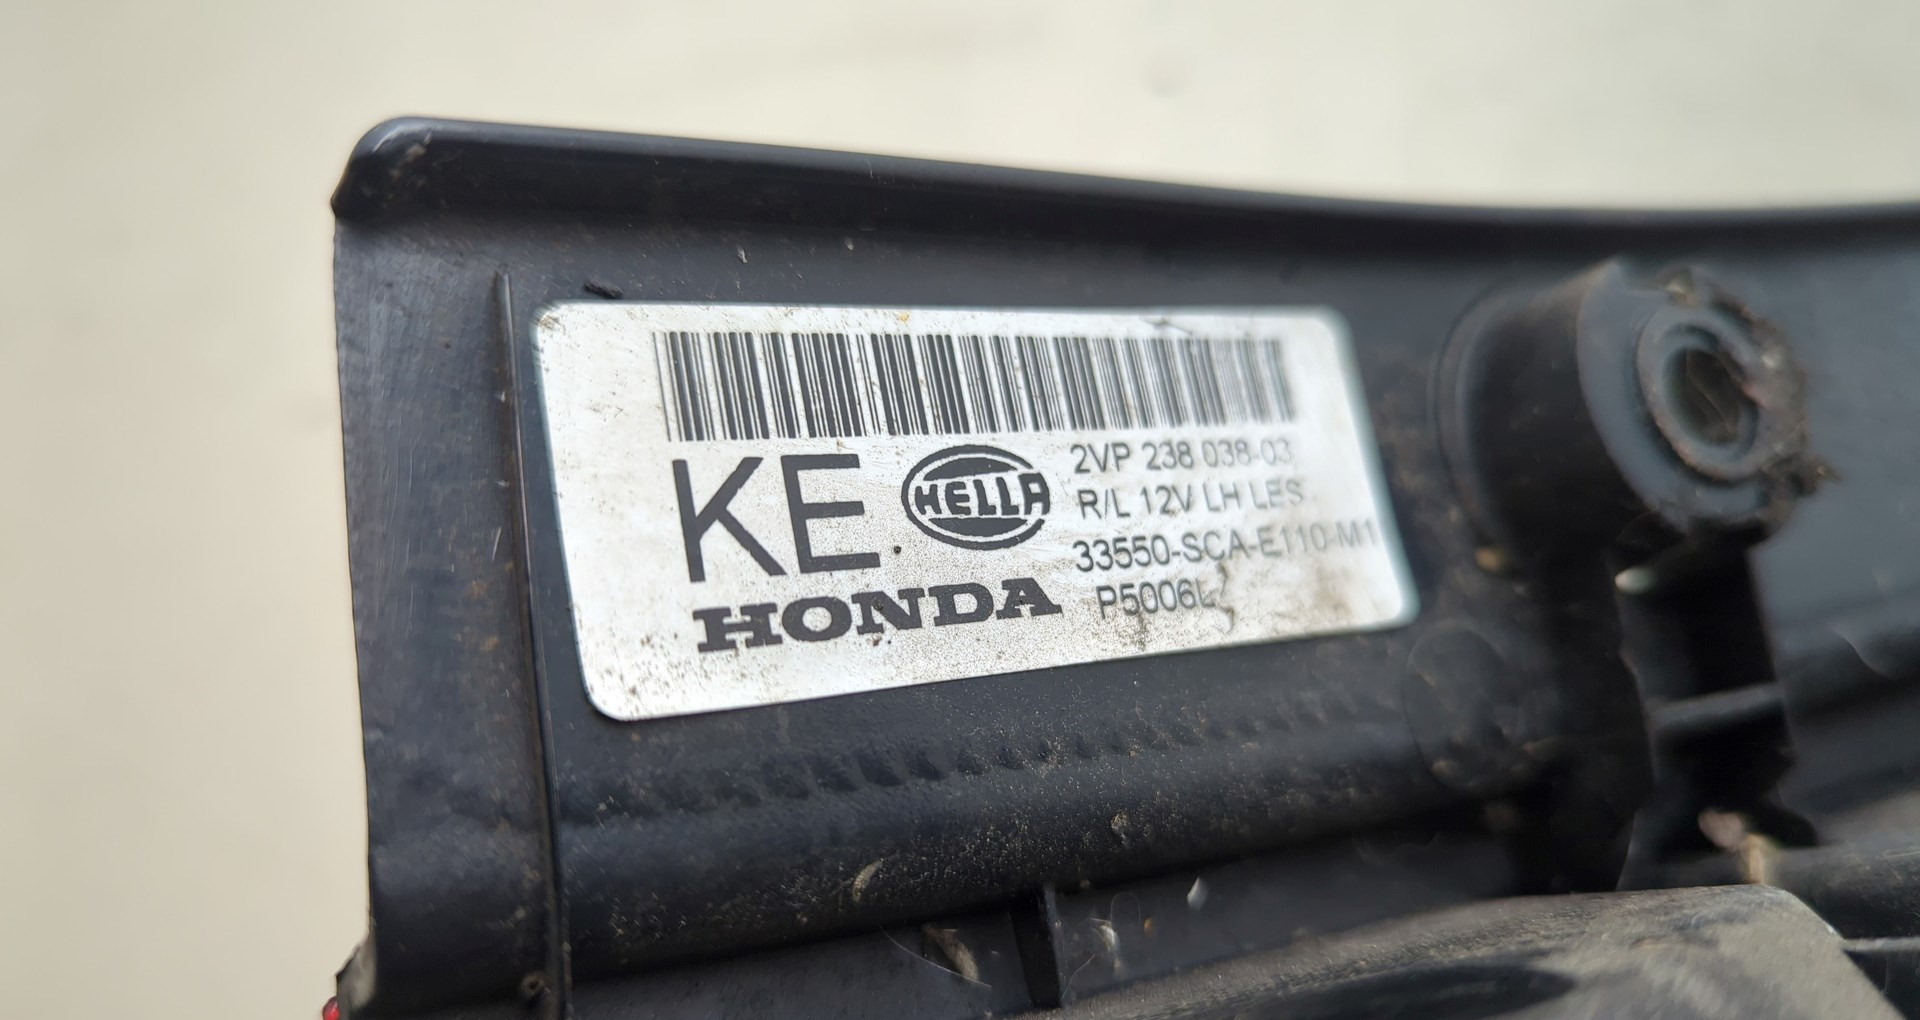 KE
HELLA
HONDA
2VP 238 038-03
R/L 12V LH LES
33550-SCA-E110-M1
P5006L